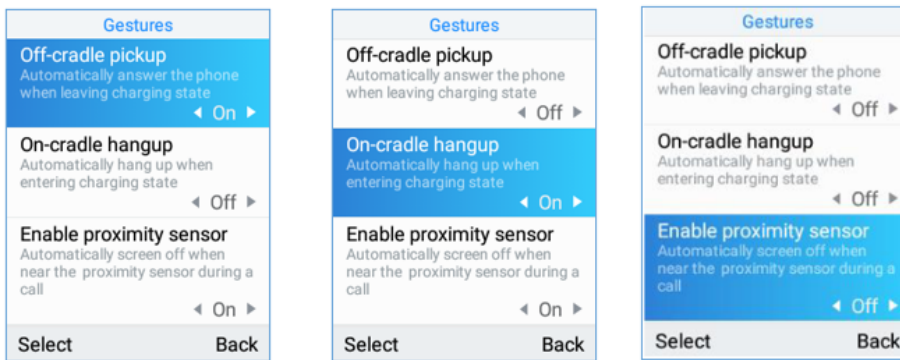 Gestures
Off-cradle pickup
Automatically answer the phone
when leaving charging state
On
On-cradle hangup
Automatically hang up when
entering charging state
Off
Enable proximity sensor
Automatically screen off when
near the proximity sensor during a
call
On
Select Back
Gestures
Off-cradle pickup
Automatically answer the phone
when leaving charging state
Off
On-cradle hangup
Automatically hang up when
entering charging state
On
Enable proximity sensor
Automatically screen off when
near the proximity sensor during a
call
On
Select Back
Gestures
Off-cradle pickup
Automatically answer the phone
when leaving charging state
Off
On-cradle hangup
Automatically hang up when
entering charging state
Off
Enable proximity sensor
Automatically screen off when
near the proximity sensor during a
call
Off
Select Back